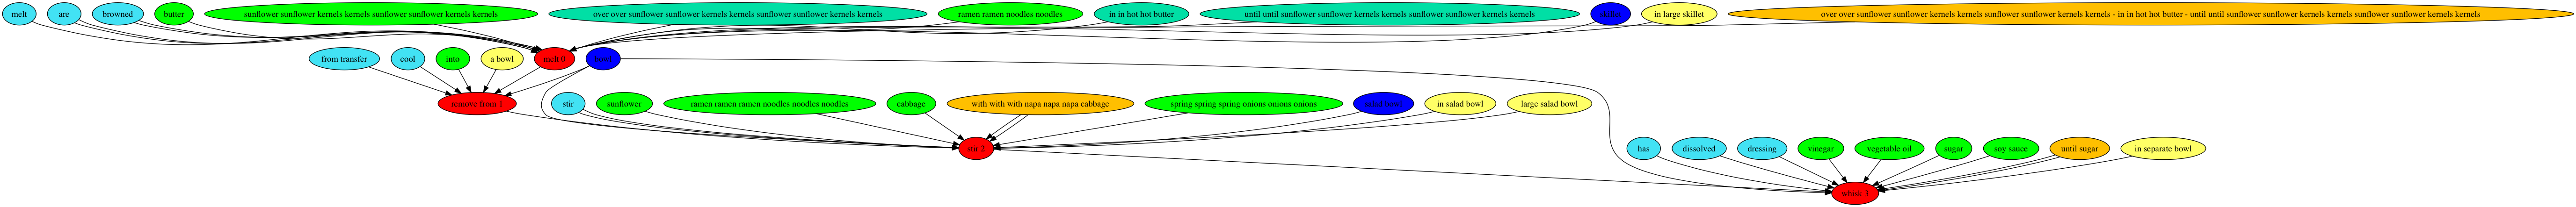 melt
are
browned
butter
sunflower sunflower kernels kernels sunflower sunflower kernels kernels
over over sunflower sunflower kernels kernels sunflower sunflower kernels kernels
ramen ramen noodles noodles
in in hot hot butter
until until sunflower sunflower kernels kernels sunflower sunflower kernels kernels
skillet
in large skillet
over over sunflower sunflower kernels kernels sunflower sunflower kernels kernels - in in hot hot butter - until until sunflower sunflower kernels kernels sunflower sunflower kernels kernels
from transfer
cool
into
a bowl
melt 0
bowl
remove from 1
stir
sunflower
ramen ramen ramen noodles noodles noodles
cabbage
with with with napa napa napa cabbage
spring spring spring onions onions onions
salad bowl
in salad bowl
large salad bowl
stir 2
has
dissolved
dressing
vinegar
vegetable oil
sugar
soy sauce
until sugar
in separate bowl
whisk 3